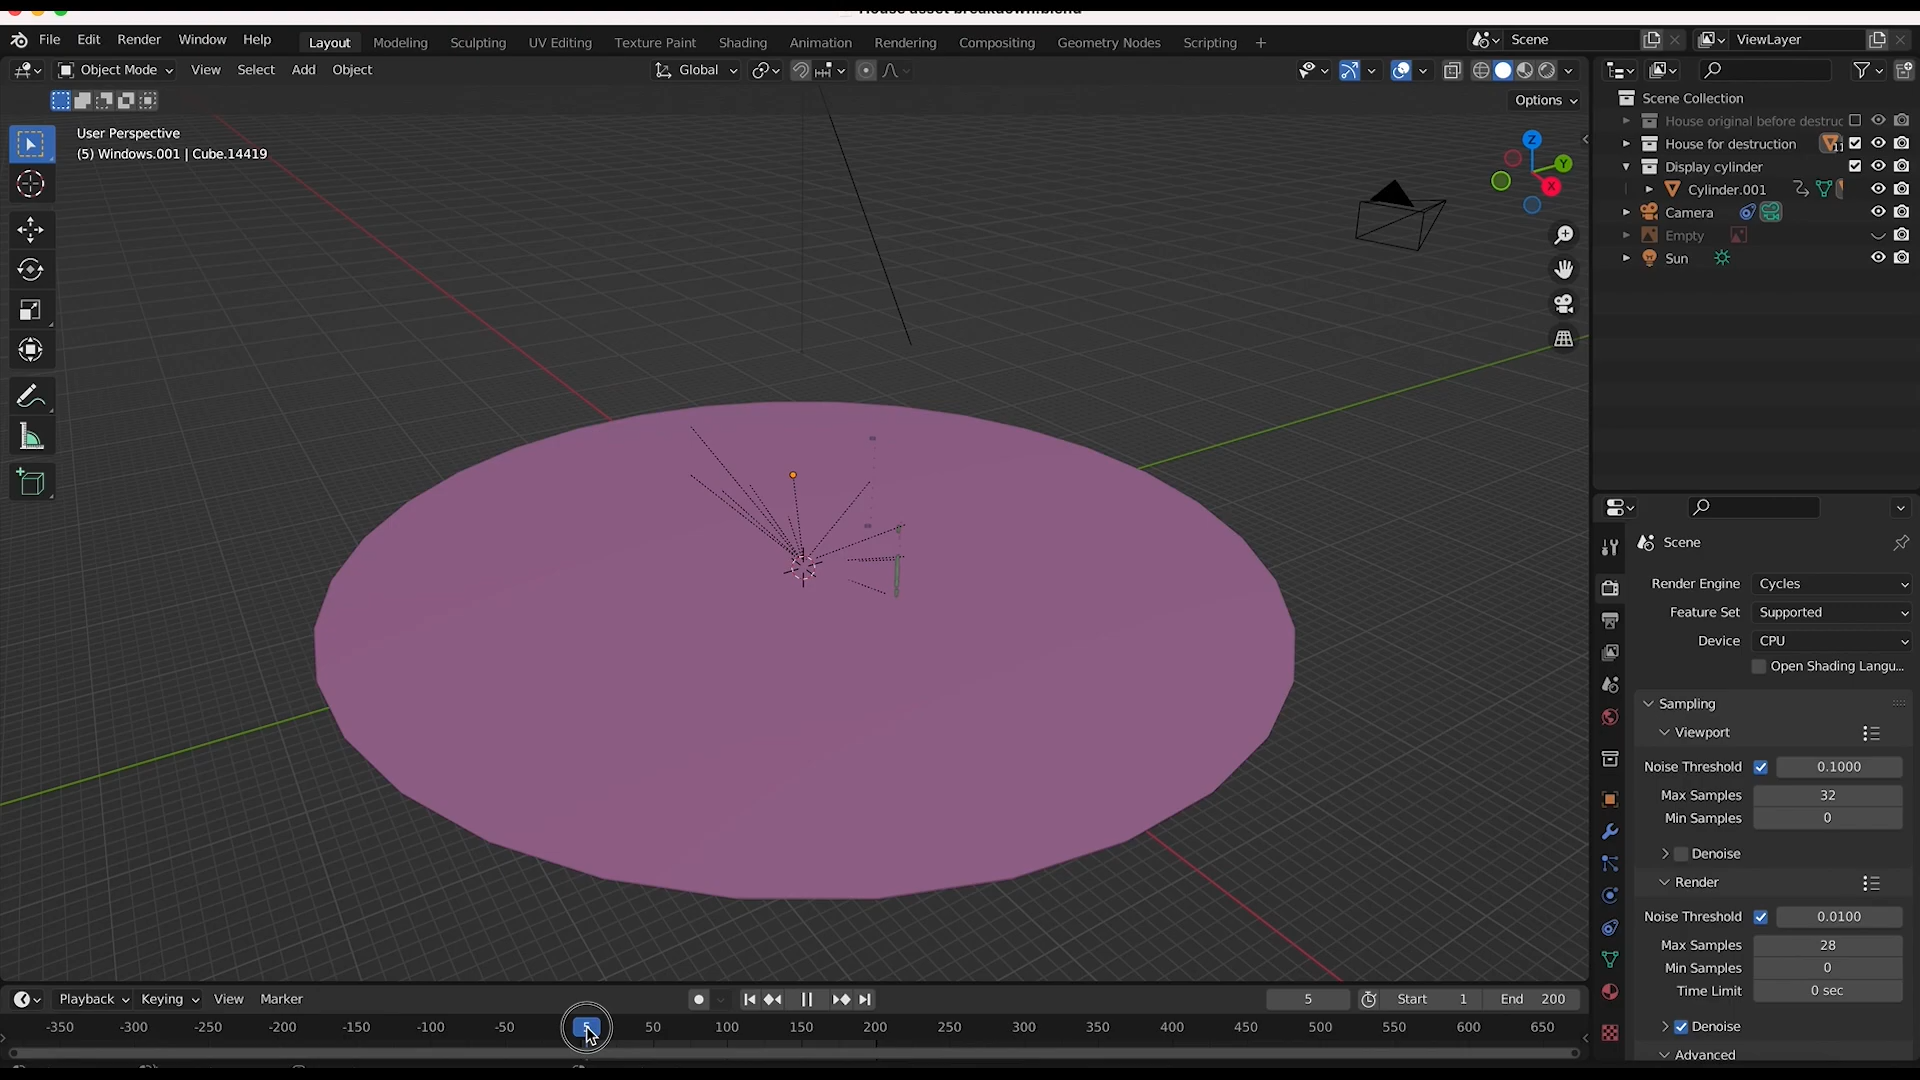 House asset breakdown.blend
File Edit Render Window Help Layout Modeling Sculpting UV Editing Texture Paint Shading Animation Rendering Compositing Geometry Nodes Scripting + Scene ViewLayer
Object Mode View Select Add Object Global
Options
User Perspective
(5) Windows.001 | Cube.14419
Z
Y
X
Scene Collection
House original before destruc
House for destruction 11
Display cylinder
Cylinder.001
Camera
Empty
Sun
Scene
Render Engine Cycles
Feature Set Supported
Device CPU
Open Shading Langu...
Sampling
Viewport
Noise Threshold 0.1000
Max Samples 32
Min Samples 0
Denoise
Render
Noise Threshold 0.0100
Max Samples 28
Min Samples 0
Time Limit 0 sec
Denoise
Advanced
Playback Keying View Marker 5 Start 1 End 200
-350 -300 -250 -200 -150 -100 -50 5 50 100 150 200 250 300 350 400 450 500 550 600 650